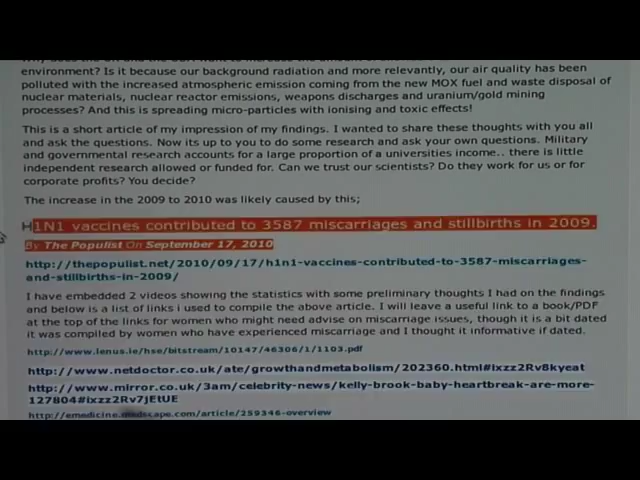 environment? Is it because our background radiation and more relevantly, our air quality has been
polluted with the increased atmospheric emission coming from the new MOX fuel and waste disposal of
nuclear materials, nuclear reactor emissions, weapons discharges and uranium/gold mining
processes? And this is spreading micro-particles with ionising and toxic effects!
This is a short article of my impression of my findings. I wanted to share these thoughts with you all
and ask the questions. Now its up to you to do some research and ask your own questions. Military
and governmental research accounts for a large proportion of a universities income.. there is little
independent research allowed or funded for. Can we trust our scientists? Do they work for us or for
corporate profits? You decide?
The increase in the 2009 to 2010 was likely caused by this;
H1N1 vaccines contributed to 3587 miscarriages and stillbirths in 2009.
By The Populist On September 17, 2010
http://thepopulist.net/2010/09/17/h1n1-vaccines-contributed-to-3587-miscarriages-
and-stillbirths-in-2009/
I have embedded 2 videos showing the statistics with some preliminary thoughts I had on the findings
and below is a list of links i used to compile the above article. I will leave a useful link to a book/PDF
at the top of the links for women who might need advise on miscarriage issues, though it is a bit dated
it was compiled by women who have experienced miscarriage and I thought it informative if dated.
http://www.lenus.ie/hse/bitstream/10147/46306/1/1103.pdf
http://www.netdoctor.co.uk/ate/growthandmetabolism/202360.html#ixzz2Rv8kyeat
http://www.mirror.co.uk/3am/celebrity-news/kelly-brook-baby-heartbreak-are-more-
127804#ixzz2Rv7jEtUE
http://emedicine.medscape.com/article/259346-overview